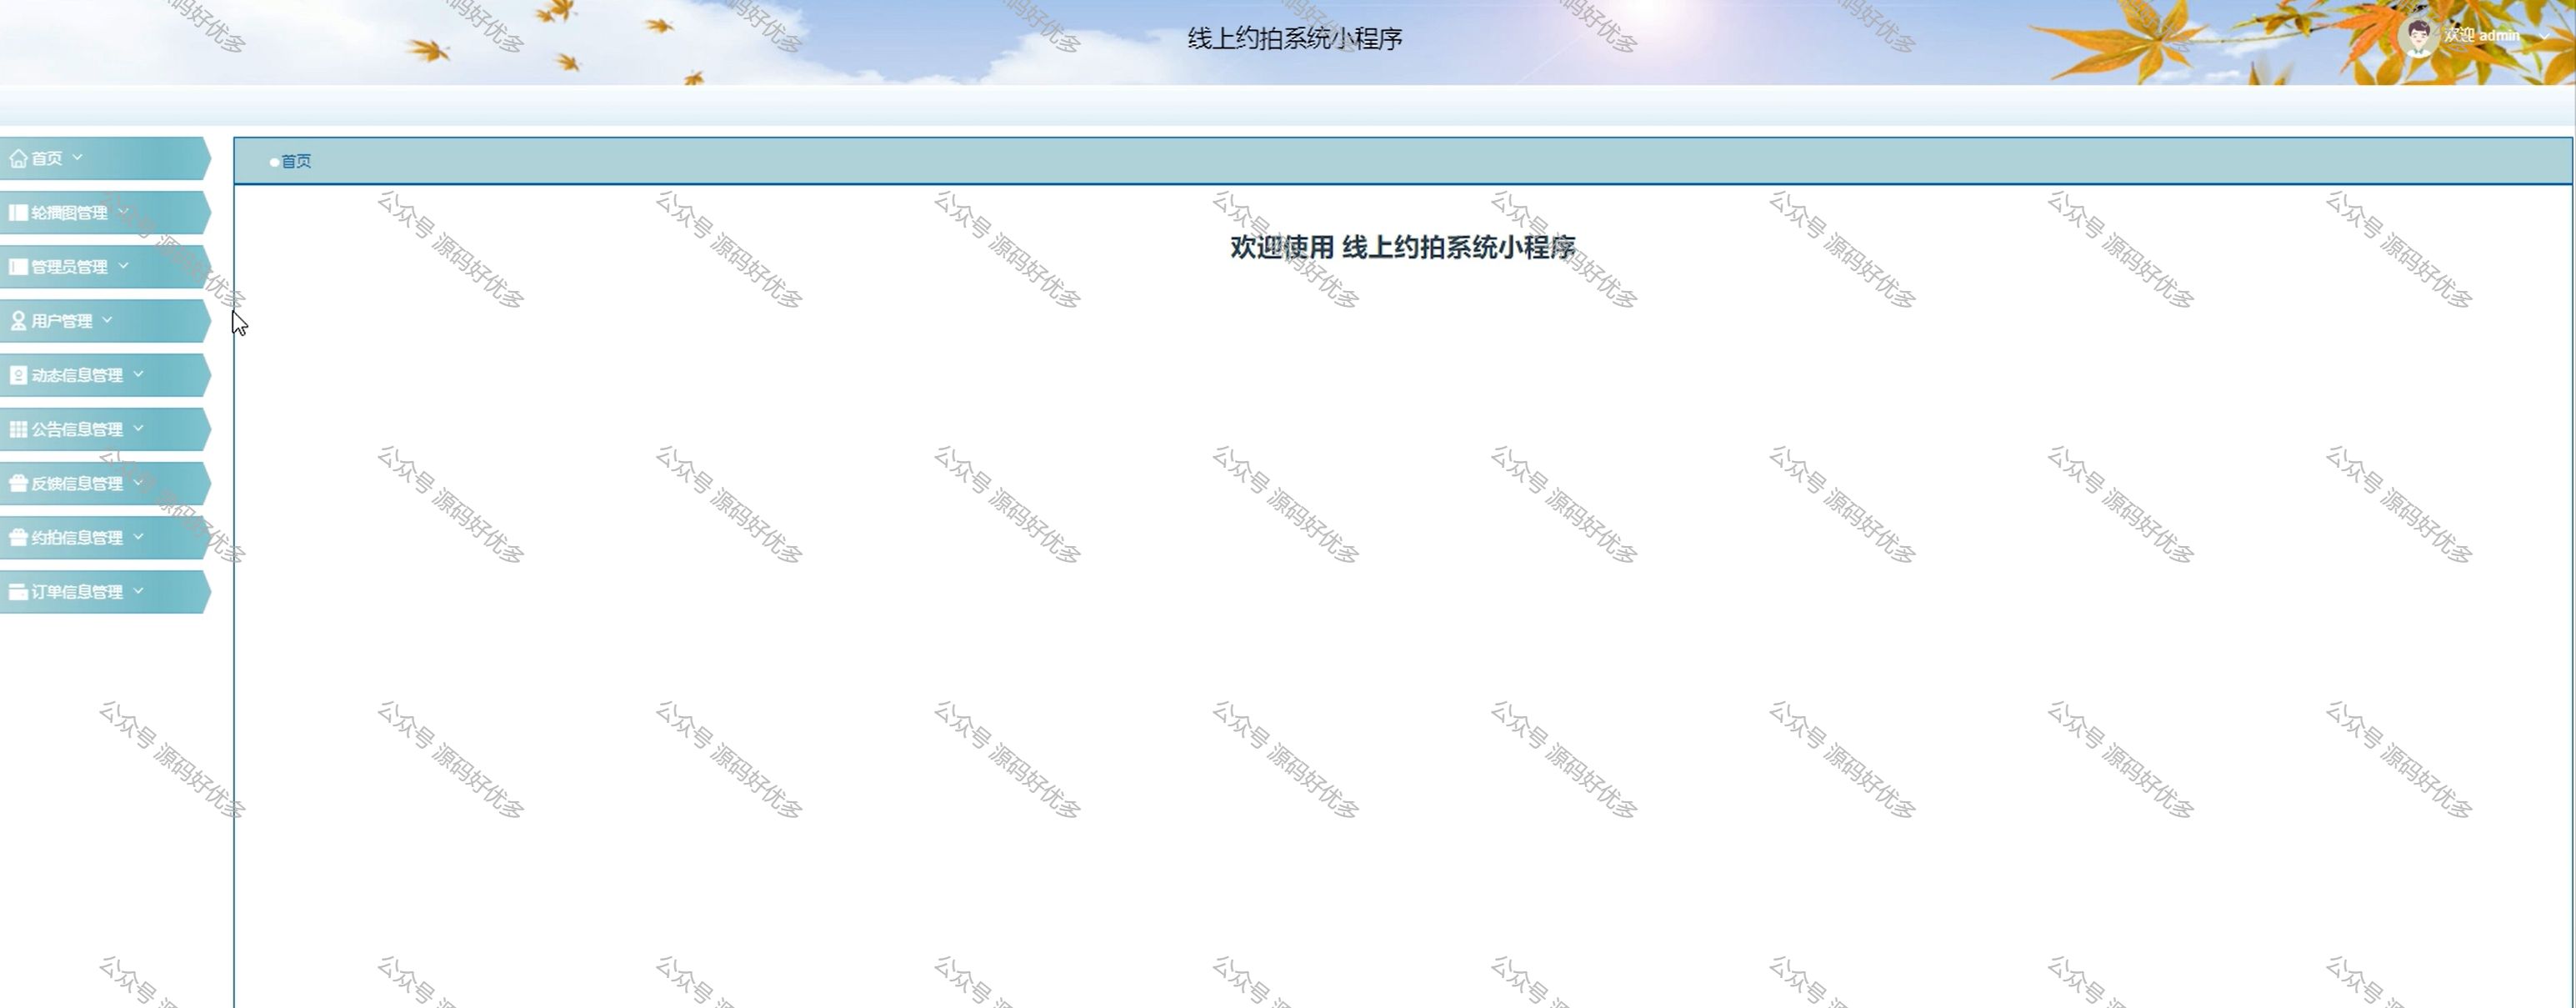 线上约拍系统小程序
欢迎 admin
首页
首页
轮播图管理
管理员管理
用户管理
动态信息管理
公告信息管理
反馈信息管理
约拍信息管理
订单信息管理
欢迎使用 线上约拍系统小程序
公众号 源码好优多